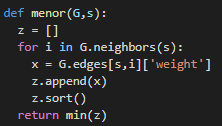 def menor(G,s):
  z = []
  for i in G.neighbors(s):
    x = G.edges[s,i]['weight']
    z.append(x)
    z.sort()
  return min(z)